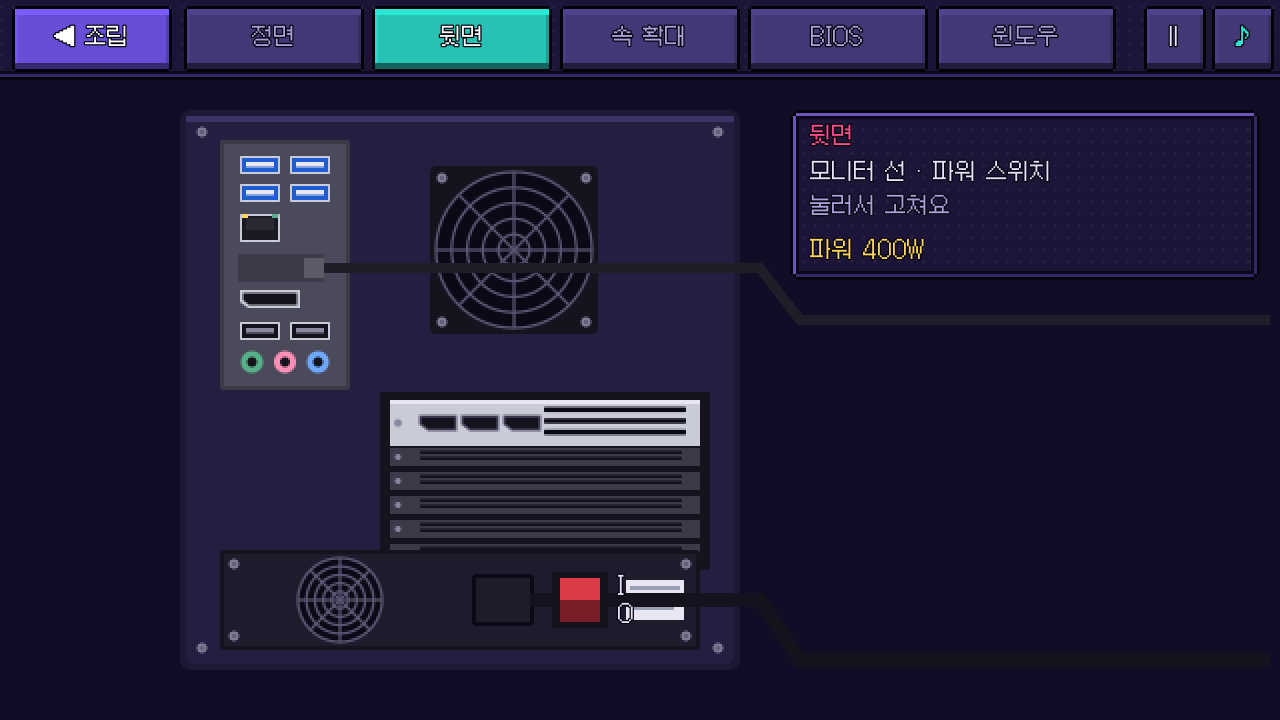 ◀ 조립
정면
뒷면
속 확대
BIOS
윈도우
II
♪
뒷면
모니터 선 · 파워 스위치
눌러서 고쳐요
파워 400W
I
O